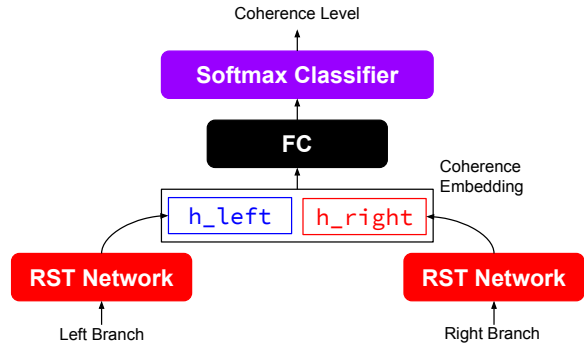 Coherence Level
Softmax Classifier
FC
Coherence
Embedding
h_left
h_right
RST Network
RST Network
Left Branch
Right Branch